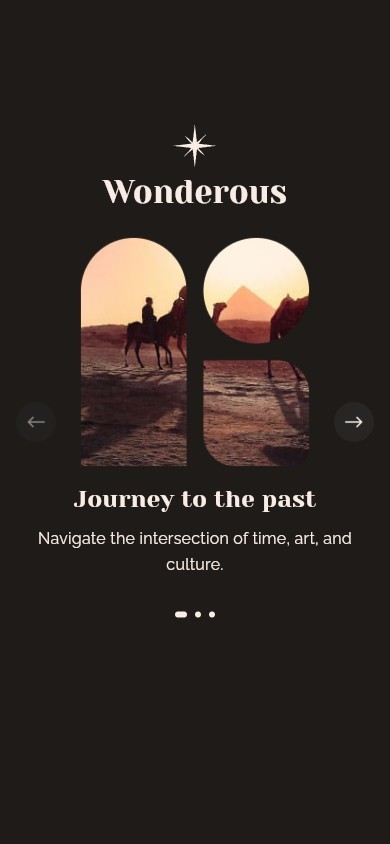 Wonderous
Journey to the past
Navigate the intersection of time, art, and
culture.